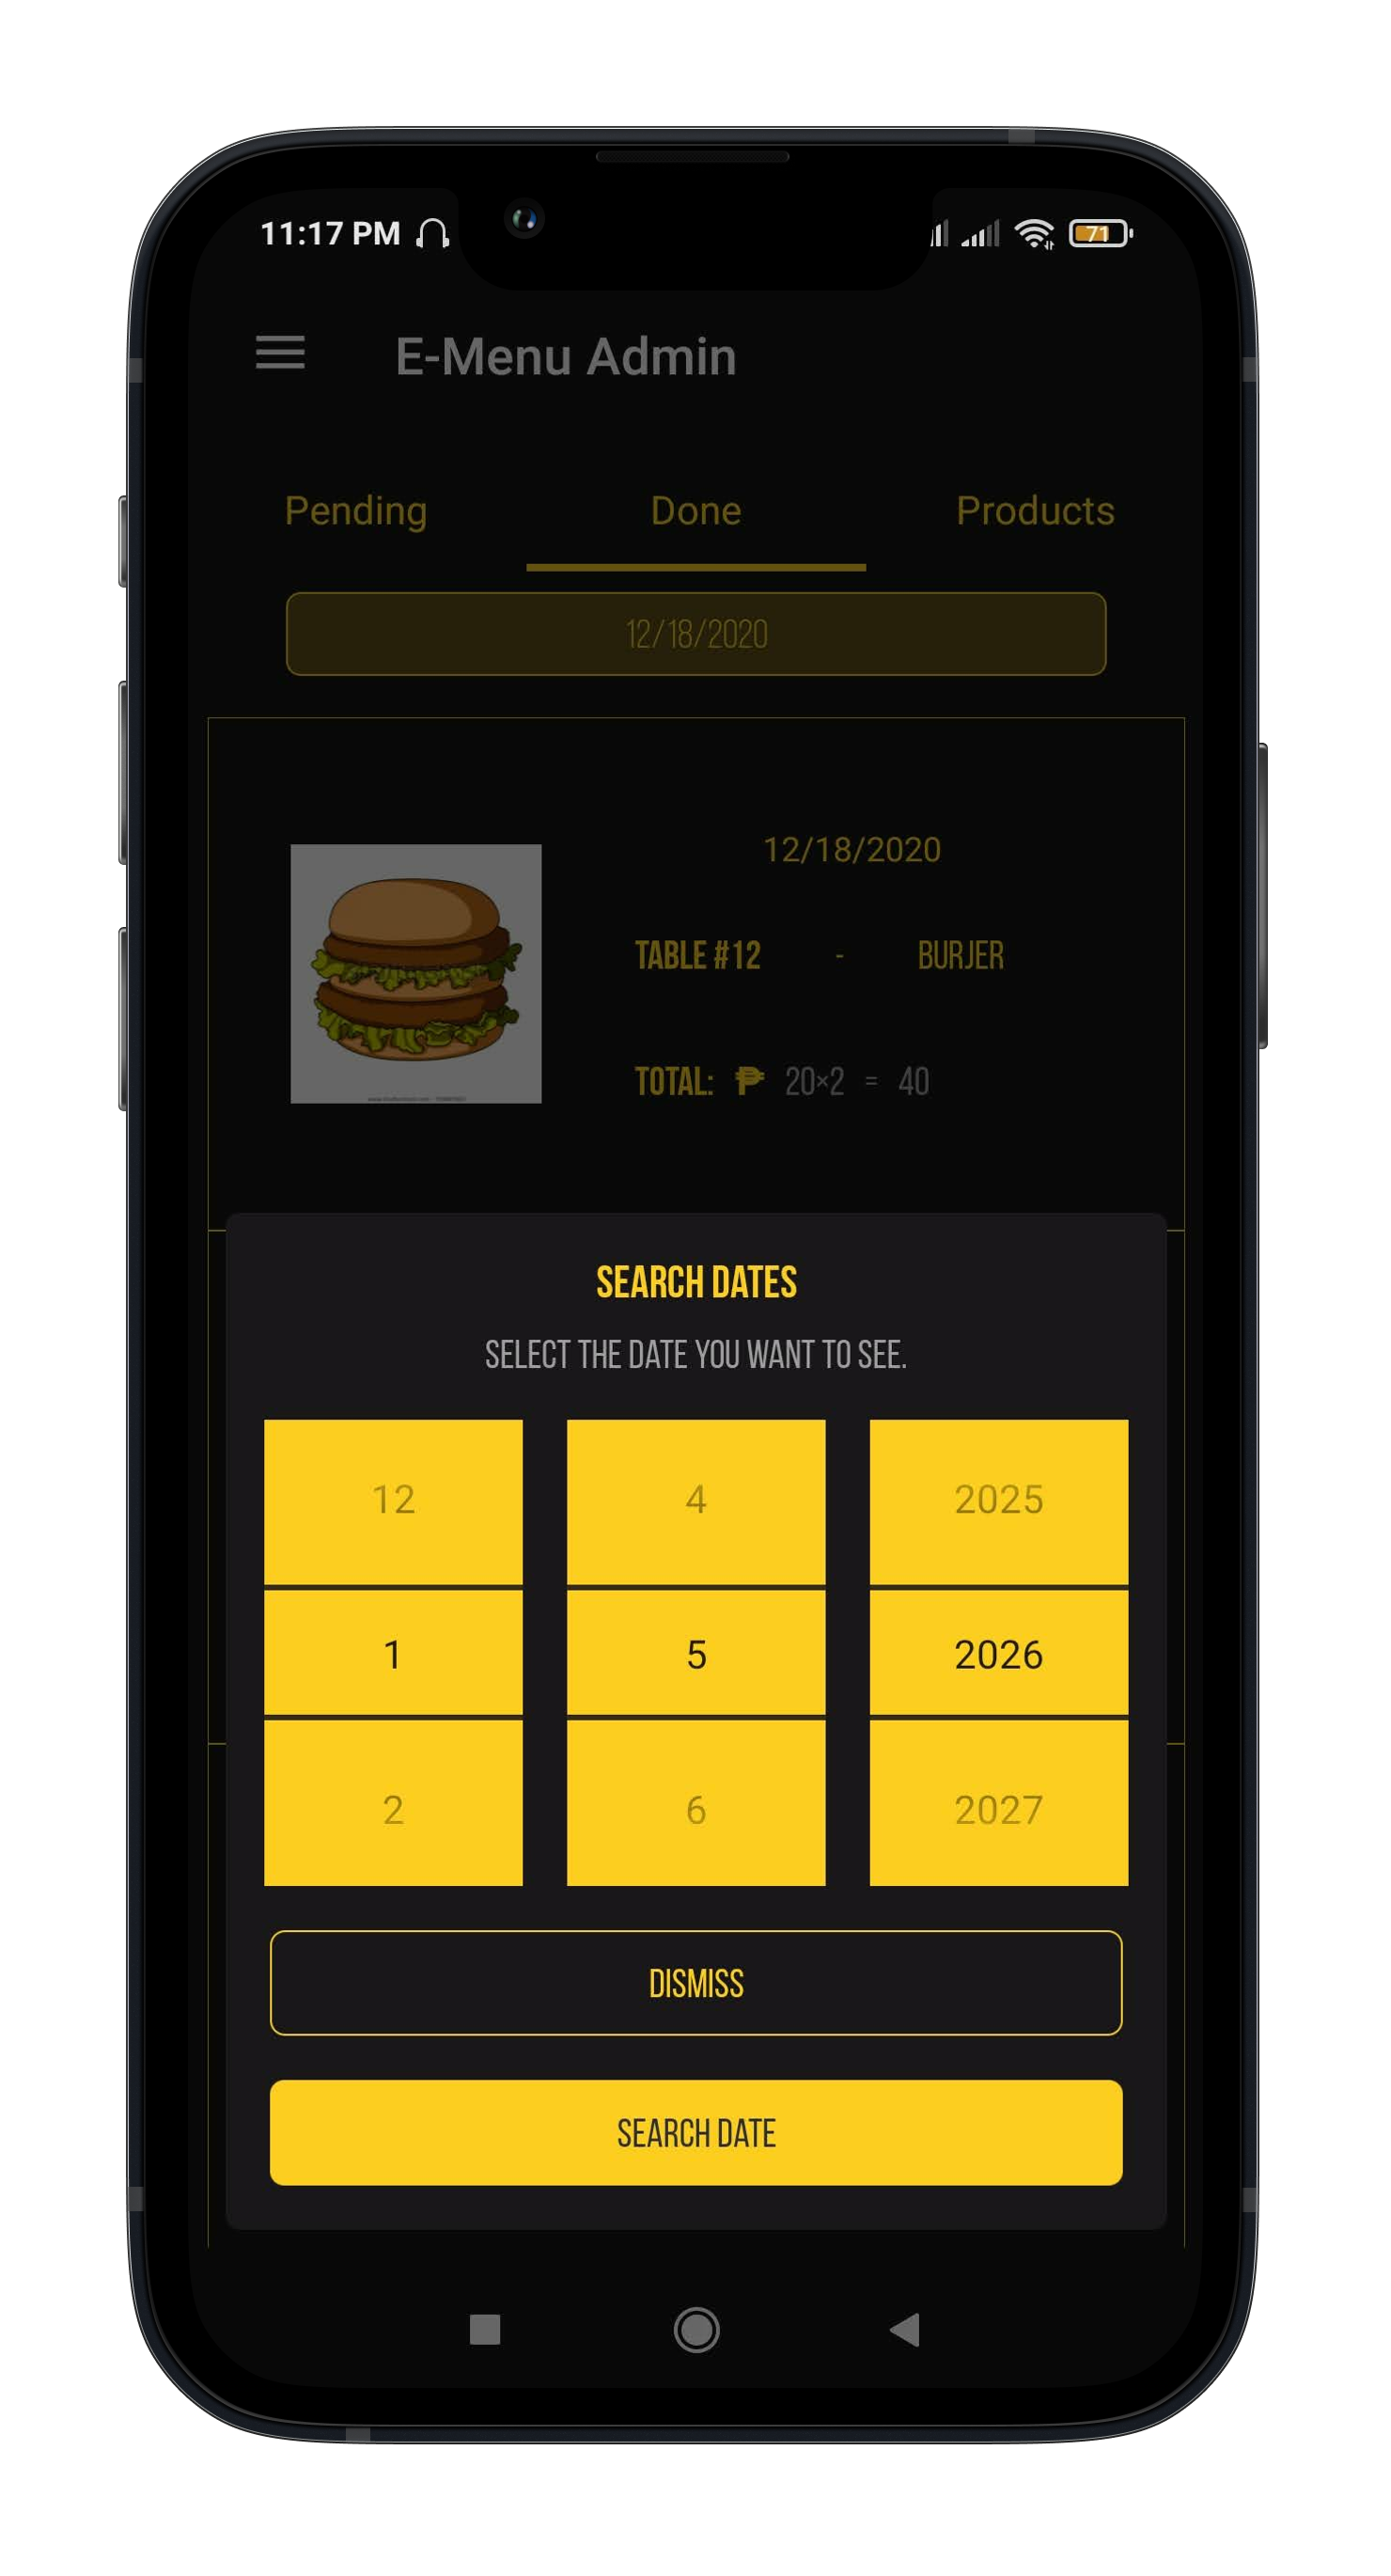 11:17 PM 71
E-Menu Admin
Pending Done Products
12/18/2020
12/18/2020
TABLE #12 - BURJER
TOTAL: ₱ 20×2 = 40
SEARCH DATES
SELECT THE DATE YOU WANT TO SEE.
12 4 2025
1 5 2026
2 6 2027
DISMISS
SEARCH DATE